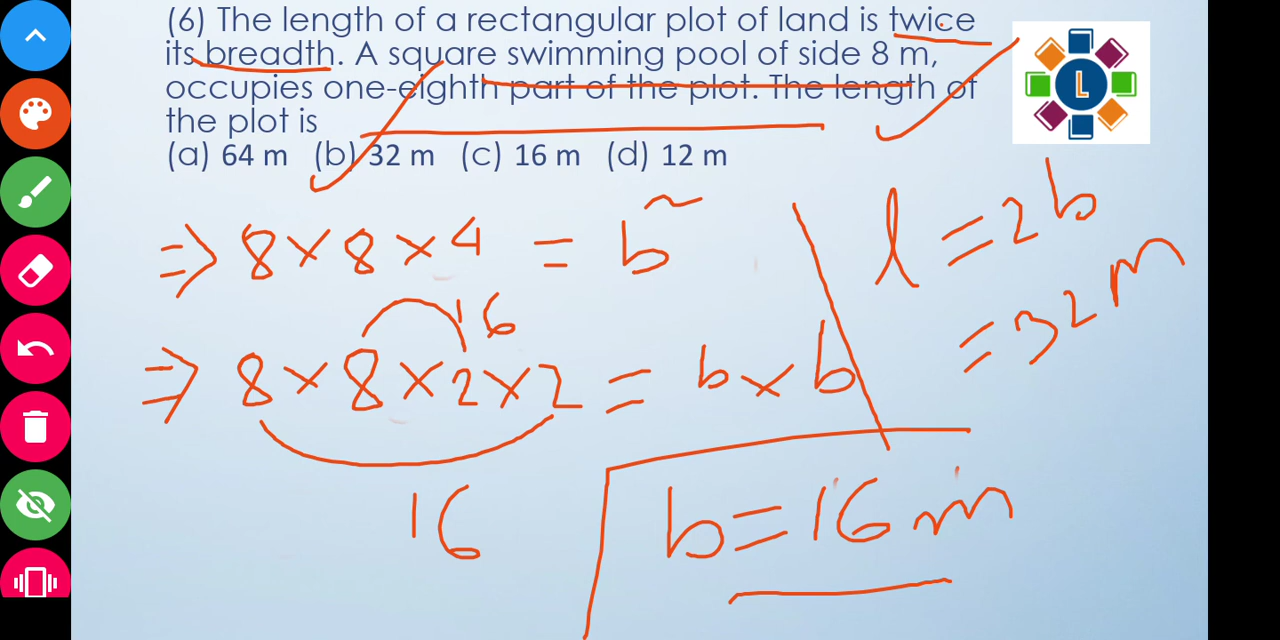 (6) The length of a rectangular plot of land is twice
its breadth. A square swimming pool of side 8 m,
occupies one-eighth part of the plot. The length of
the plot is
(a) 64 m (b) 32 m (c) 16 m (d) 12 m
L
⇒ 8 × 8 × 4 = b²
l = 2b
= 32 m
16
⇒ 8 × 8 × 2 × 2 = b × b
16
b = 16 m